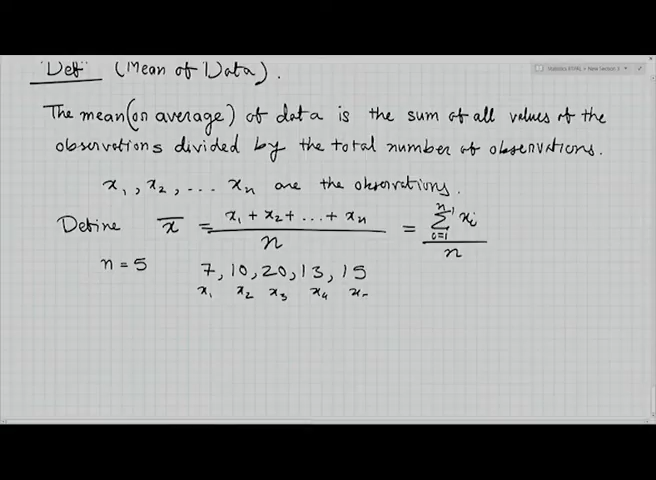 Def (Mean of Data).
The mean (or average) of data is the sum of all values of the
observations divided by the total number of observations.
x₁, x₂, ... xₙ are the observations.
Define x̄ = (x₁ + x₂ + ... + xₙ)/n = (∑ᵢ₌₁ⁿ xᵢ)/n
n = 5 7, 10, 20, 13, 15
x₁ x₂ x₃ x₄